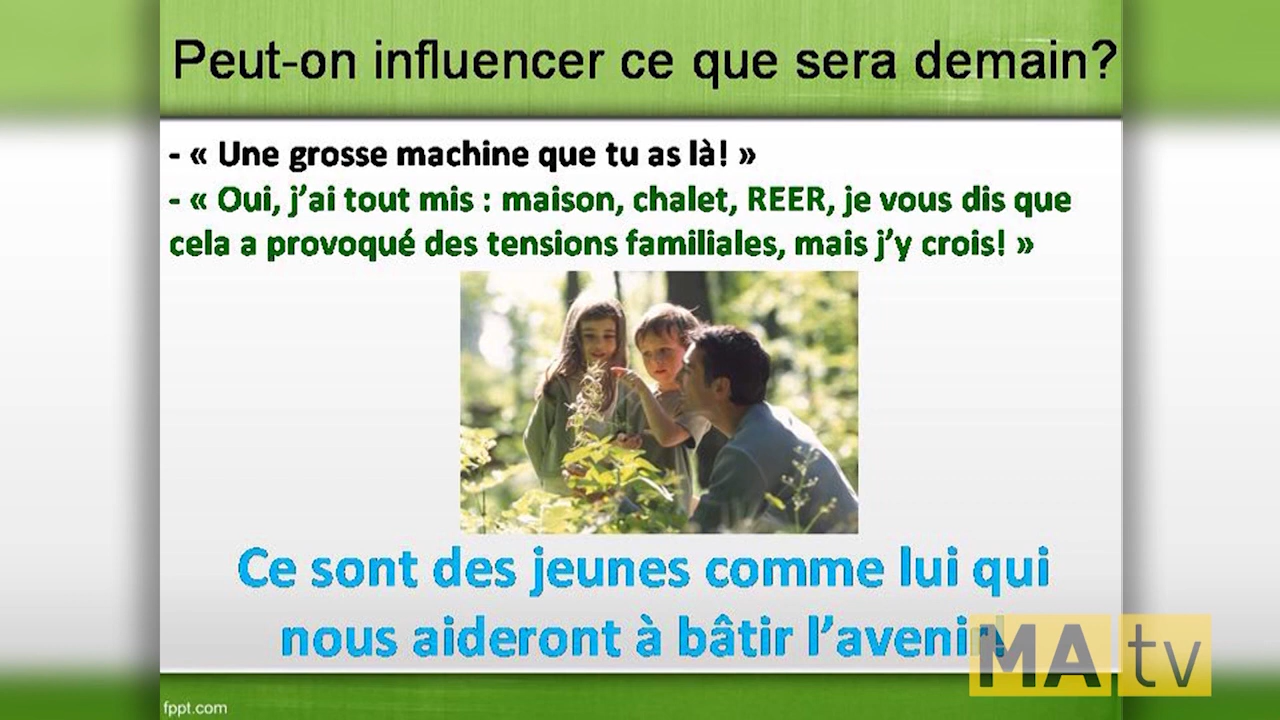 Peut-on influencer ce que sera demain?
- « Une grosse machine que tu as là! »
- « Oui, j’ai tout mis : maison, chalet, REER, je vous dis que
cela a provoqué des tensions familiales, mais j’y crois! »
Ce sont des jeunes comme lui qui
nous aideront à bâtir l’avenir!
MAtv
fppt.com